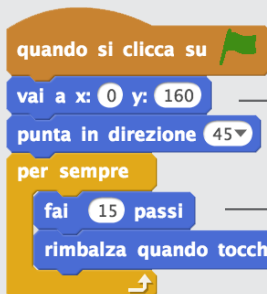 quando si clicca su
vai a x: 0 y: 160
punta in direzione 45
per sempre
fai 15 passi
rimbalza quando tocch